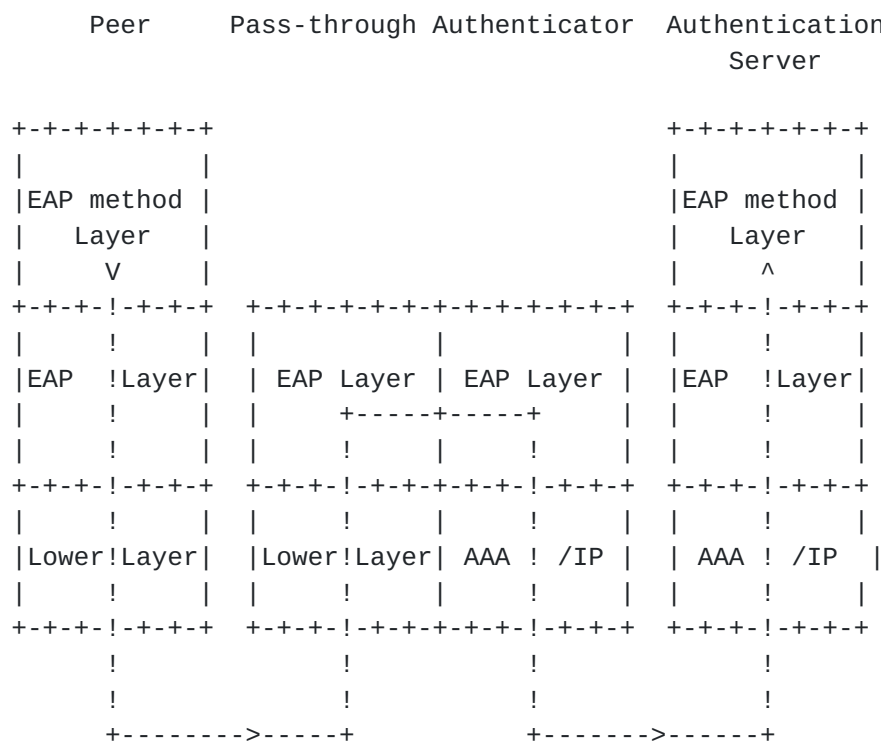 Peer     Pass-through Authenticator  Authentication
                                             Server

+-+-+-+-+-+-+                            +-+-+-+-+-+-+
|           |                            |           |
|EAP method |                            |EAP method |
|   Layer   |                            |   Layer   |
|     V     |                            |     ^     |
+-+-+-!-+-+-+  +-+-+-+-+-+-+-+-+-+-+-+-+  +-+-+-!-+-+-+
|     !     |  |           |           |  |     !     |
|EAP  !Layer|  | EAP Layer | EAP Layer |  |EAP  !Layer|
|     !     |  |     +-----+-----+     |  |     !     |
|     !     |  |     !     |     !     |  |     !     |
+-+-+-!-+-+-+  +-+-+-!-+-+-+-+-+-!-+-+-+  +-+-+-!-+-+-+
|     !     |  |     !     |     !     |  |     !     |
|Lower!Layer|  |Lower!Layer| AAA ! /IP |  | AAA ! /IP  |
|     !     |  |     !     |     !     |  |     !     |
+-+-+-!-+-+-+  +-+-+-!-+-+-+-+-+-!-+-+-+  +-+-+-!-+-+-+
      !              !           !              !
      !              !           !              !
      +-------->-----+           +------->------+